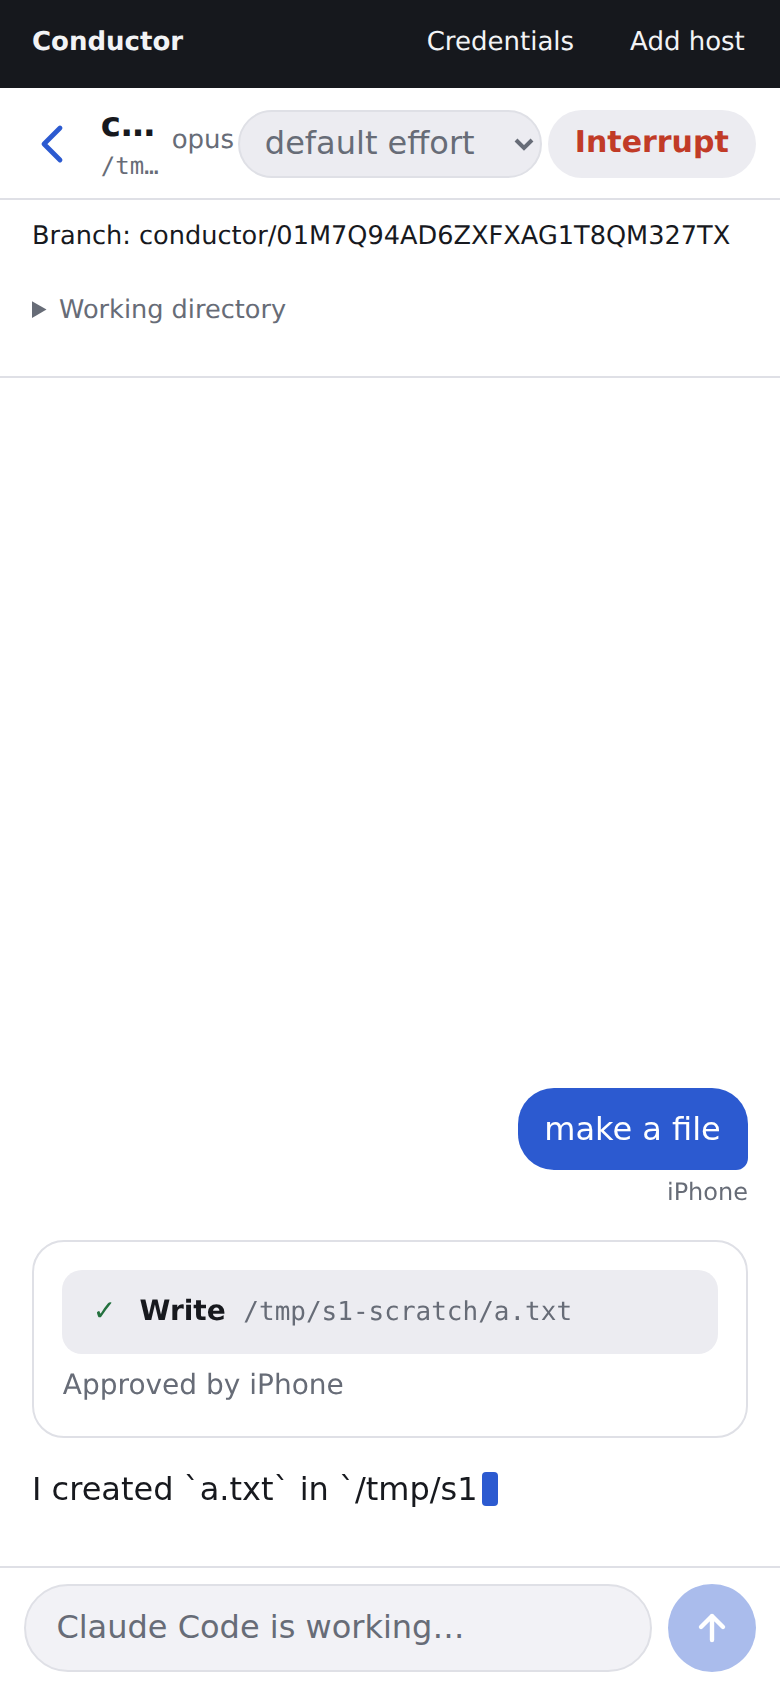 Conductor Credentials Add host
c... opus default effort Interrupt
/tm…
Branch: conductor/01M7Q94AD6ZXFXAG1T8QM327TX
Working directory
make a file
iPhone
✓ Write /tmp/s1-scratch/a.txt
Approved by iPhone
I created `a.txt` in `/tmp/s1
Claude Code is working...